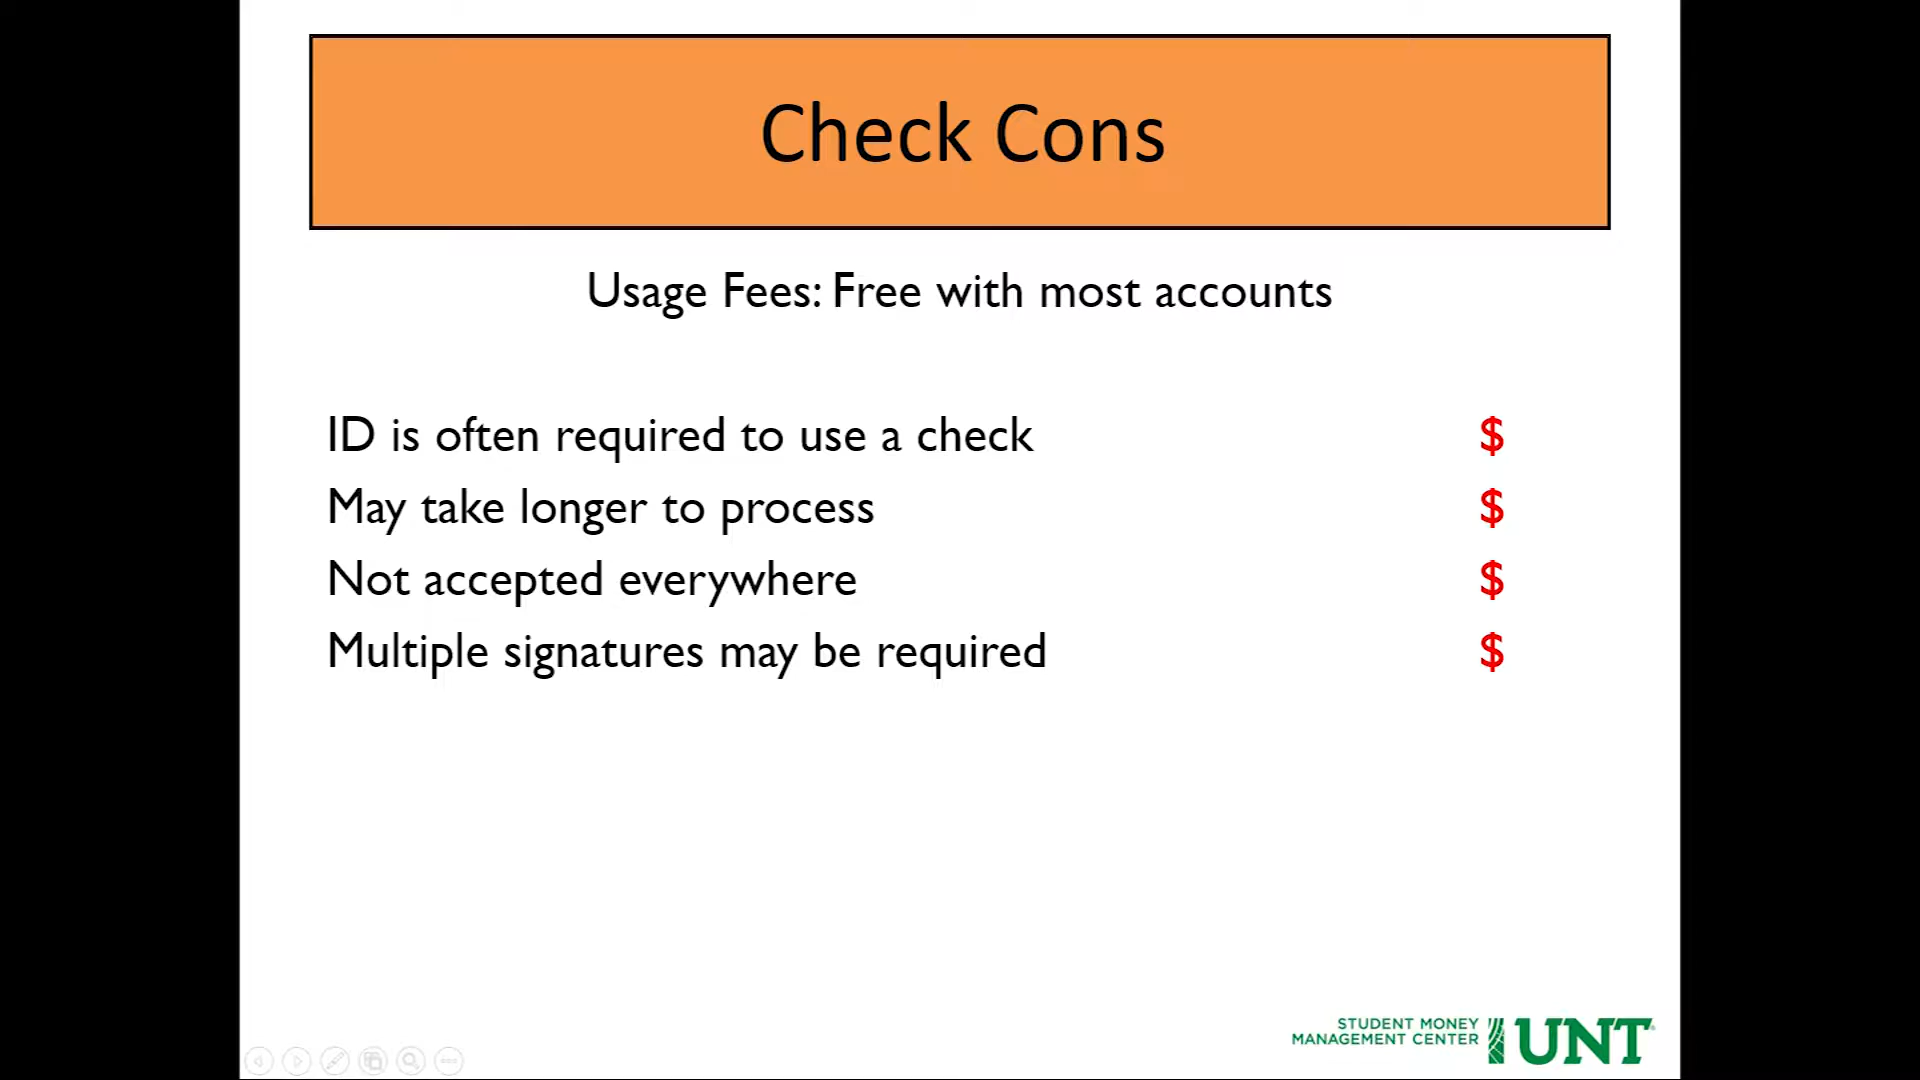 Check Cons
Usage Fees: Free with most accounts
ID is often required to use a check $
May take longer to process $
Not accepted everywhere $
Multiple signatures may be required $
STUDENT MONEY
MANAGEMENT CENTER
UNT